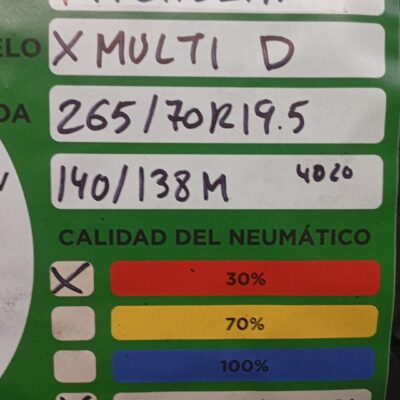 ELO X MULTI D
DA 265/70R19.5
140/138M 4020
CALIDAD DEL NEUMÁTICO
X 30%
70%
100%